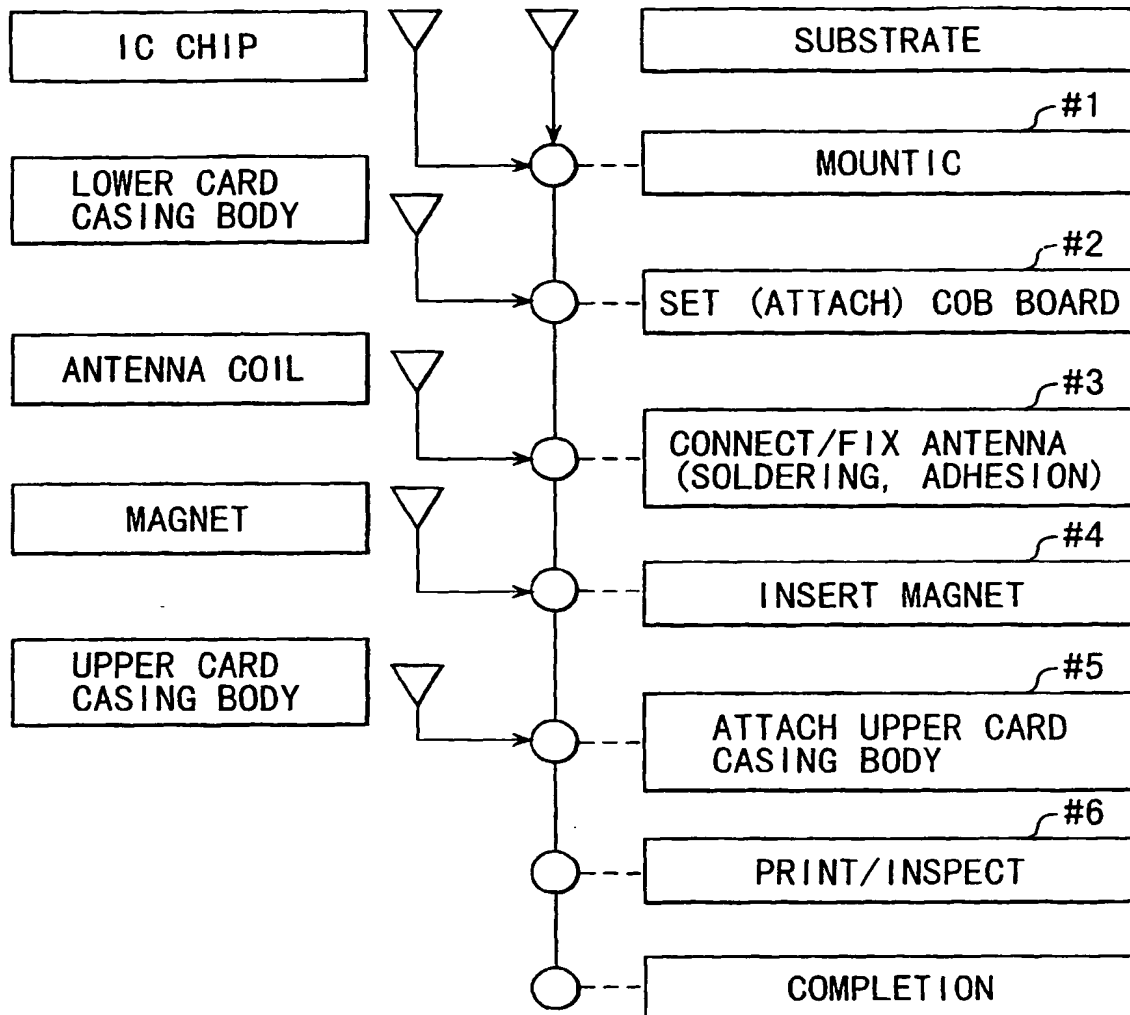 IC CHIP
SUBSTRATE
#1
MOUNTIC
LOWER CARD
CASING BODY
#2
SET (ATTACH) COB BOARD
ANTENNA COIL
#3
CONNECT/FIX ANTENNA
(SOLDERING, ADHESION)
MAGNET
#4
INSERT MAGNET
UPPER CARD
CASING BODY
#5
ATTACH UPPER CARD
CASING BODY
#6
PRINT/INSPECT
COMPLETION